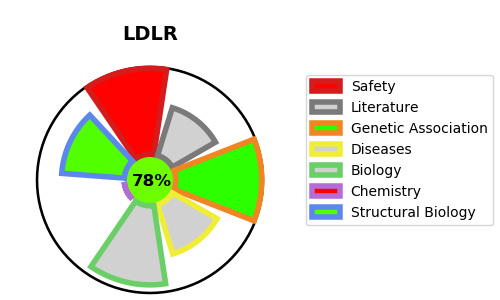 LDLR
78%
Safety
Literature
Genetic Association
Diseases
Biology
Chemistry
Structural Biology